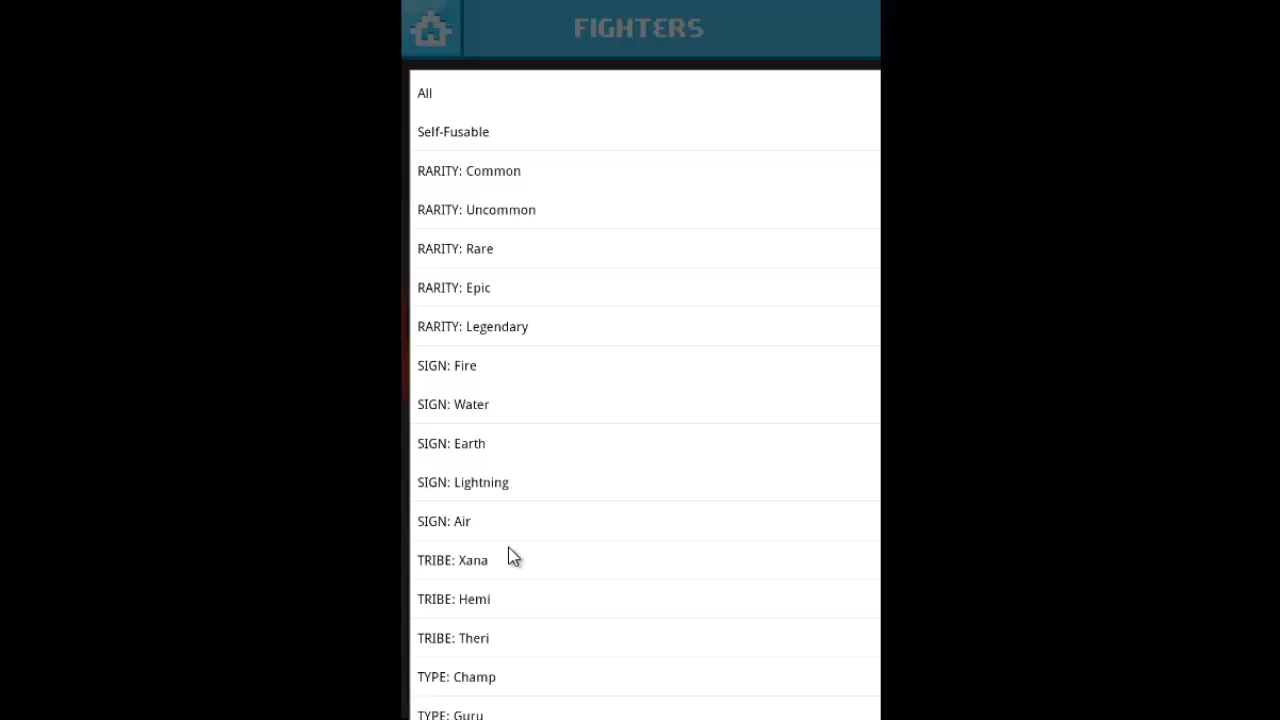 FIGHTERS
All
Self-Fusable
RARITY: Common
RARITY: Uncommon
RARITY: Rare
RARITY: Epic
RARITY: Legendary
SIGN: Fire
SIGN: Water
SIGN: Earth
SIGN: Lightning
SIGN: Air
TRIBE: Xana
TRIBE: Hemi
TRIBE: Theri
TYPE: Champ
TYPE: Guru